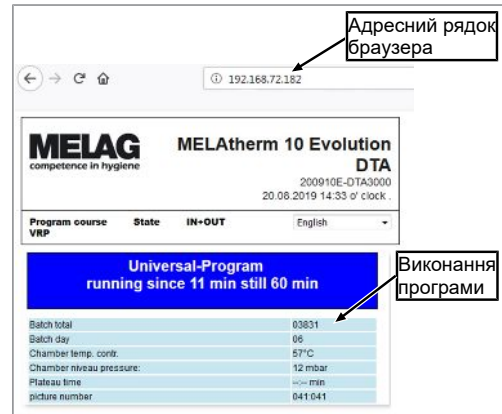 Адресний рядок
браузера
192.168.72.182
MELAG
competence in hygiene
MELAtherm 10 Evolution
DTA
200910E-DTA3000
20.08.2019 14:33 o' clock .
Program course State IN+OUT English
VRP
Universal-Program
running since 11 min still 60 min
Виконання
програми
Batch total 03831
Batch day 06
Chamber temp. contr. 57°C
Chamber niveau pressure: 12 mbar
Plateau time --:-- min
picture number 041:041